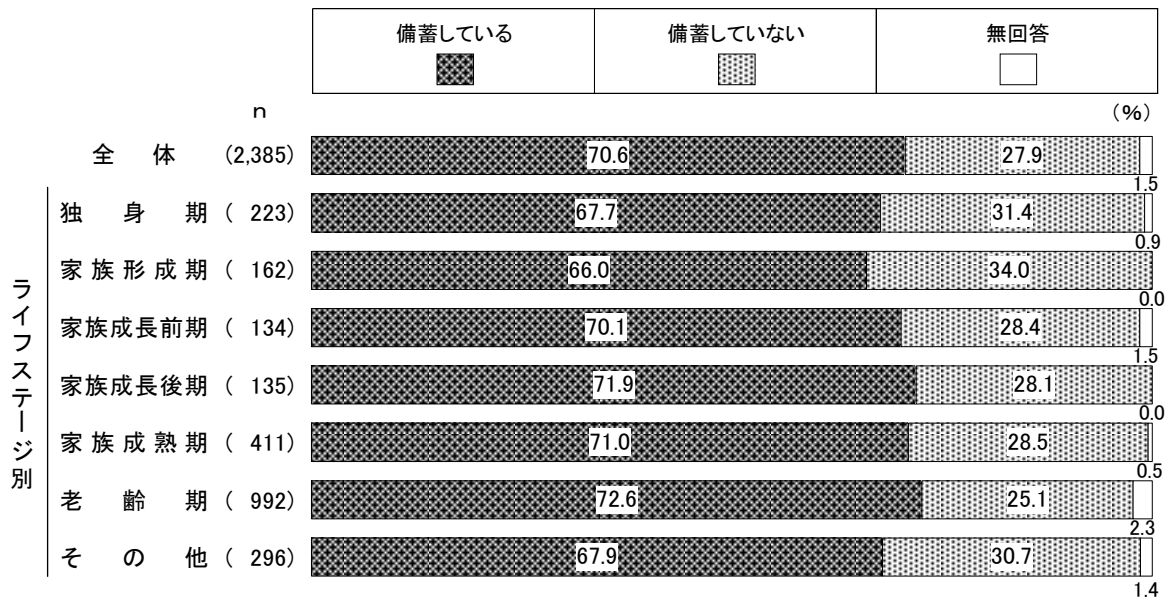 備蓄している 備蓄していない 無回答
n (%)
全体 (2,385) 70.6 27.9 1.5
ライフステージ別
独身期 ( 223) 67.7 31.4 0.9
家族形成期 ( 162) 66.0 34.0 0.0
家族成長前期 ( 134) 70.1 28.4 1.5
家族成長後期 ( 135) 71.9 28.1 0.0
家族成熟期 ( 411) 71.0 28.5 0.5
老齢期 ( 992) 72.6 25.1 2.3
その他 ( 296) 67.9 30.7 1.4